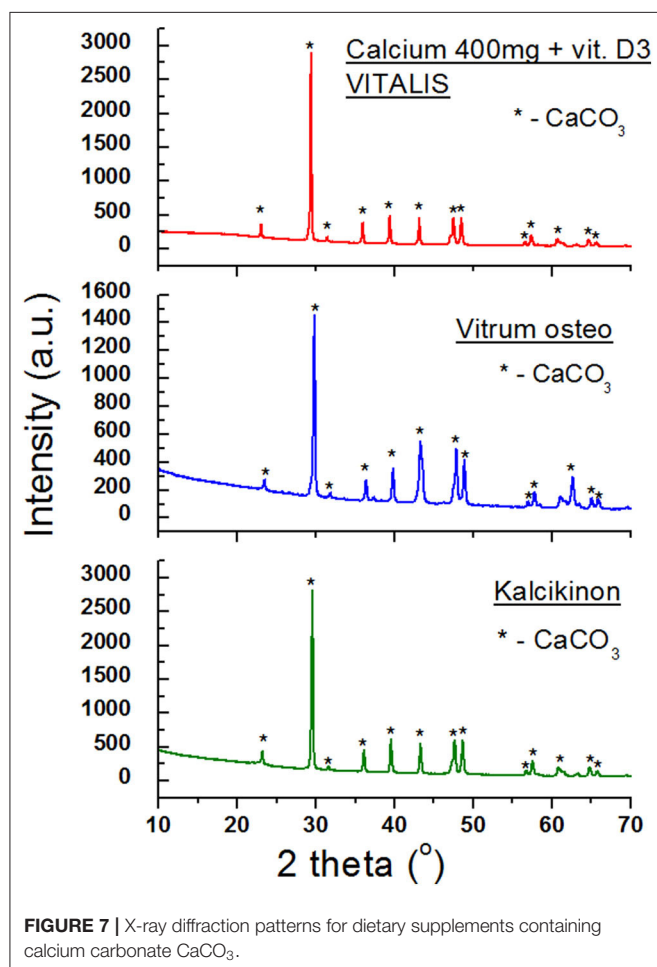 Calcium 400mg + vit. D3
VITALIS
* - CaCO3
3000
2500
2000
1500
1000
500
0
* * * * * * * * * * * * * *
Vitrum osteo
* - CaCO3
1600
1400
1200
1000
800
600
400
200
0
* * * * * * * * * * * * * *
Kalcikinon
* - CaCO3
3000
2500
2000
1500
1000
500
0
* * * * * * * * * * * * * *
Intensity (a.u.)
10 20 30 40 50 60 70
2 theta (°)
FIGURE 7 | X-ray diffraction patterns for dietary supplements containing
calcium carbonate CaCO3.